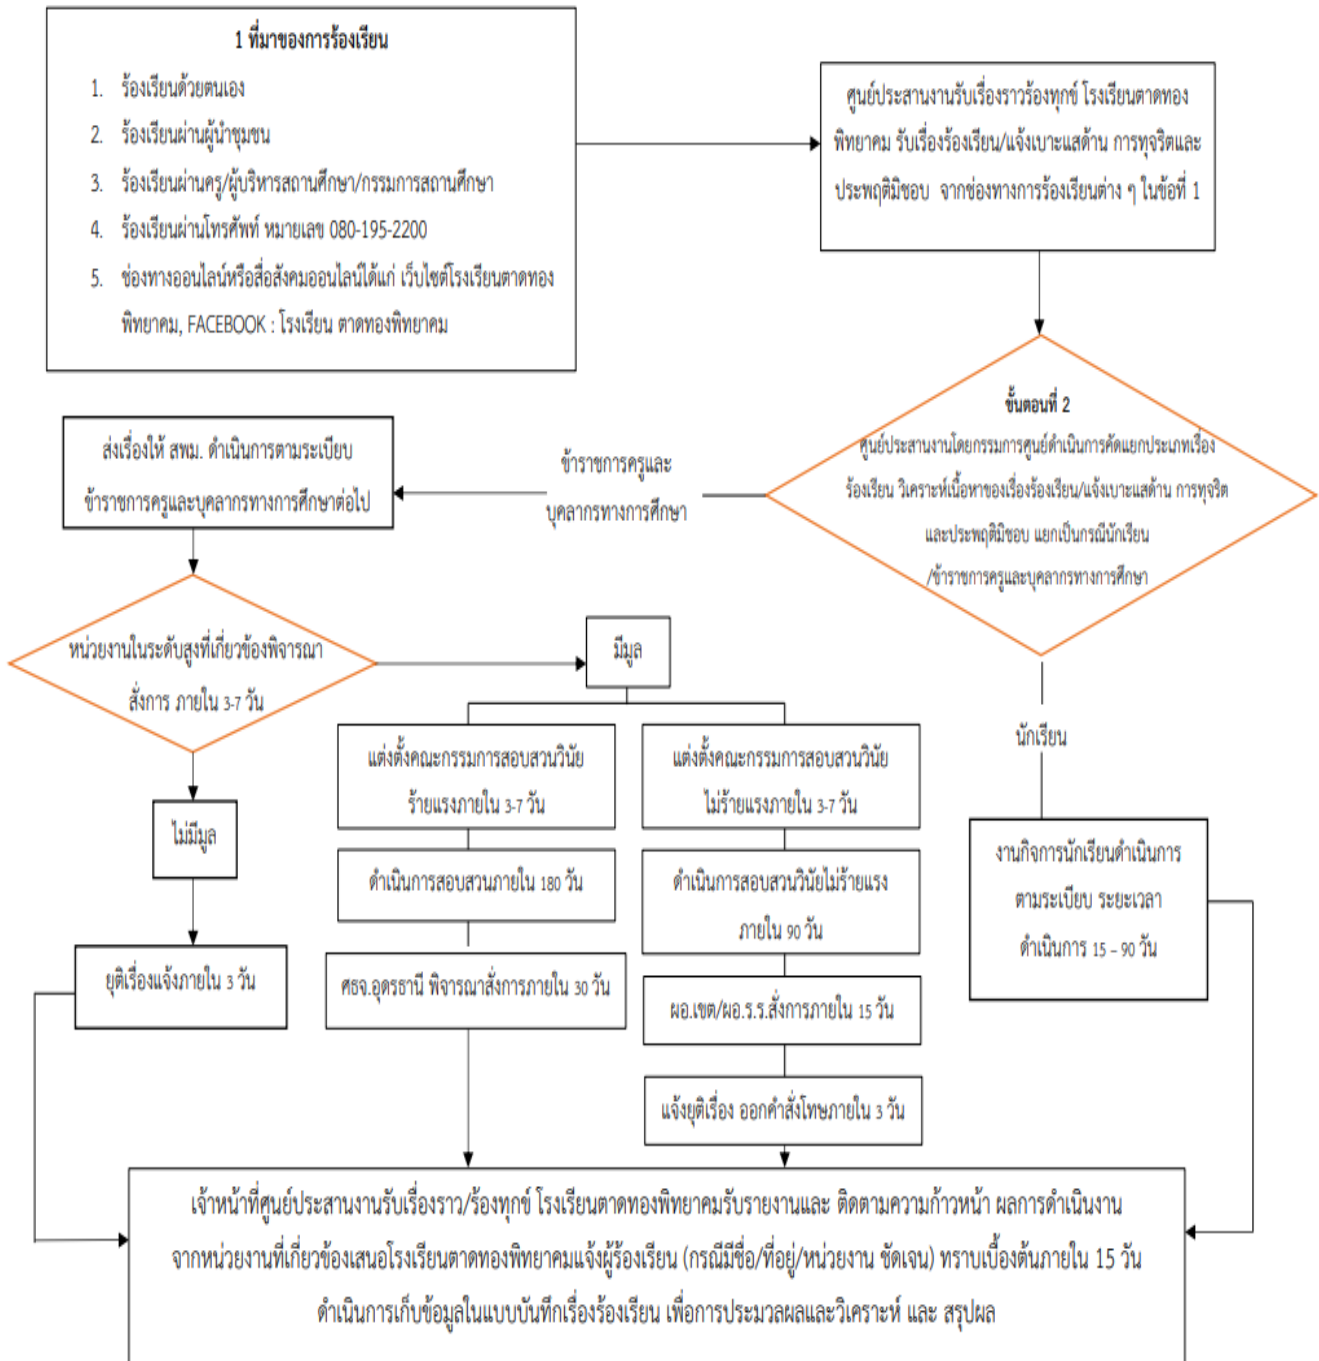 1 ที่มาของการร้องเรียน
1. ร้องเรียนด้วยตนเอง
2. ร้องเรียนผ่านผู้นำชุมชน
3. ร้องเรียนผ่านครู/ผู้บริหารสถานศึกษา/กรรมการสถานศึกษา
4. ร้องเรียนผ่านโทรศัพท์ หมายเลข 080-195-2200
5. ช่องทางออนไลน์หรือสื่อสังคมออนไลน์ได้แก่ เว็บไซต์โรงเรียนตาดทอง
พิทยาคม, FACEBOOK : โรงเรียน ตาดทองพิทยาคม
ศูนย์ประสานงานรับเรื่องราวร้องทุกข์ โรงเรียนตาดทอง
พิทยาคม รับเรื่องร้องเรียน/แจ้งเบาะแสด้าน การทุจริตและ
ประพฤติมิชอบ จากช่องทางการร้องเรียนต่าง ๆ ในข้อที่ 1
ขั้นตอนที่ 2
ศูนย์ประสานงานโดยกรรมการศูนย์ดำเนินการคัดแยกประเภทเรื่อง
ร้องเรียน วิเคราะห์เนื้อหาของเรื่องร้องเรียน/แจ้งเบาะแสด้าน การทุจริต
และประพฤติมิชอบ แยกเป็นกรณีนักเรียน
/ข้าราชการครูและบุคลากรทางการศึกษา
ข้าราชการครูและ
บุคลากรทางการศึกษา
ส่งเรื่องให้ สพม. ดำเนินการตามระเบียบ
ข้าราชการครูและบุคลากรทางการศึกษาต่อไป
หน่วยงานในระดับสูงที่เกี่ยวข้องพิจารณา
สั่งการ ภายใน 3-7 วัน
มีมูล
นักเรียน
แต่งตั้งคณะกรรมการสอบสวนวินัย
ร้ายแรงภายใน 3-7 วัน
แต่งตั้งคณะกรรมการสอบสวนวินัย
ไม่ร้ายแรงภายใน 3-7 วัน
ไม่มีมูล
ดำเนินการสอบสวนภายใน 180 วัน
ดำเนินการสอบสวนวินัยไม่ร้ายแรง
ภายใน 90 วัน
งานกิจการนักเรียนดำเนินการ
ตามระเบียบ ระยะเวลา
ดำเนินการ 15 – 90 วัน
ยุติเรื่องแจ้งภายใน 3 วัน
ศธจ.อุดรธานี พิจารณาสั่งการภายใน 30 วัน
ผอ.เขต/ผอ.ร.ร.สั่งการภายใน 15 วัน
แจ้งยุติเรื่อง ออกคำสั่งโทษภายใน 3 วัน
เจ้าหน้าที่ศูนย์ประสานงานรับเรื่องราว/ร้องทุกข์ โรงเรียนตาดทองพิทยาคมรับรายงานและ ติดตามความก้าวหน้า ผลการดำเนินงาน
จากหน่วยงานที่เกี่ยวข้องเสนอโรงเรียนตาดทองพิทยาคมแจ้งผู้ร้องเรียน (กรณีมีชื่อ/ที่อยู่/หน่วยงาน ชัดเจน) ทราบเบื้องต้นภายใน 15 วัน
ดำเนินการเก็บข้อมูลในแบบบันทึกเรื่องร้องเรียน เพื่อการประมวลผลและวิเคราะห์ และ สรุปผล